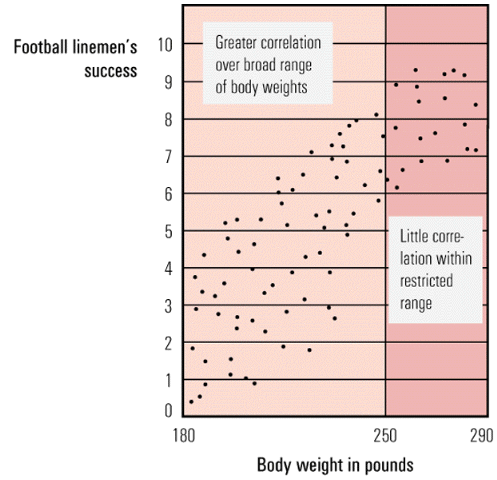 Football linemen's
success
10
9
8
7
6
5
4
3
2
1
0
Greater correlation
over broad range
of body weights
Little corre-
lation within
restricted
range
180
250
290
Body weight in pounds